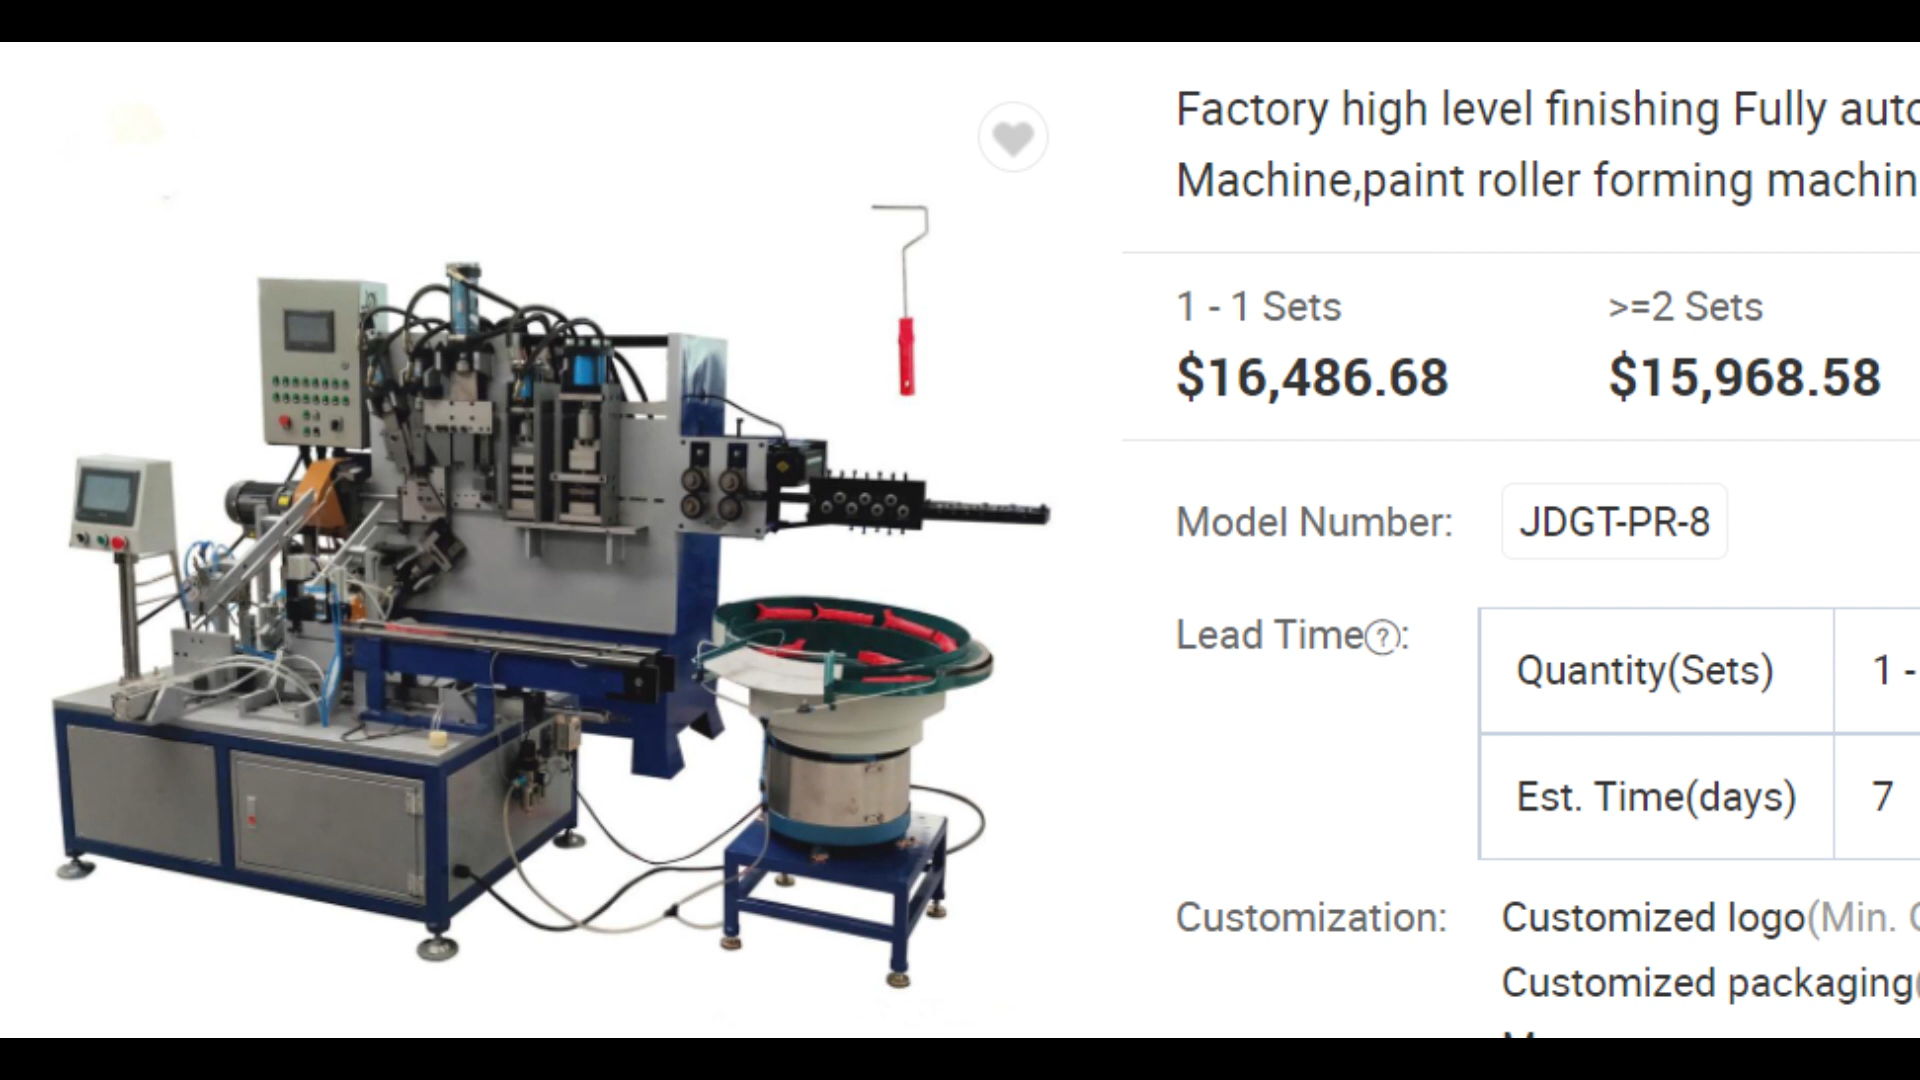 Factory high level finishing Fully auto
Machine,paint roller forming machin
1 - 1 Sets
>=2 Sets
$16,486.68
$15,968.58
Model Number:
JDGT-PR-8
Lead Time?:
Quantity(Sets)
1 -
Est. Time(days)
7
Customization:
Customized logo(Min.
Customized packaging(